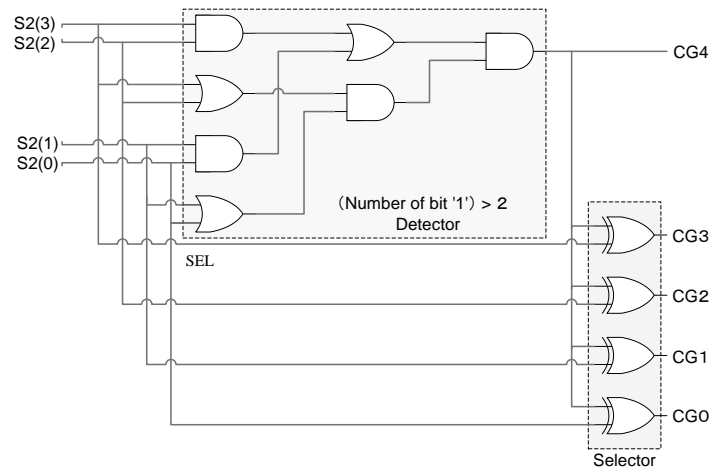 S2(3)
S2(2)
CG4
S2(1)
S2(0)
(Number of bit '1') > 2
Detector
SEL
CG3
CG2
CG1
CG0
Selector